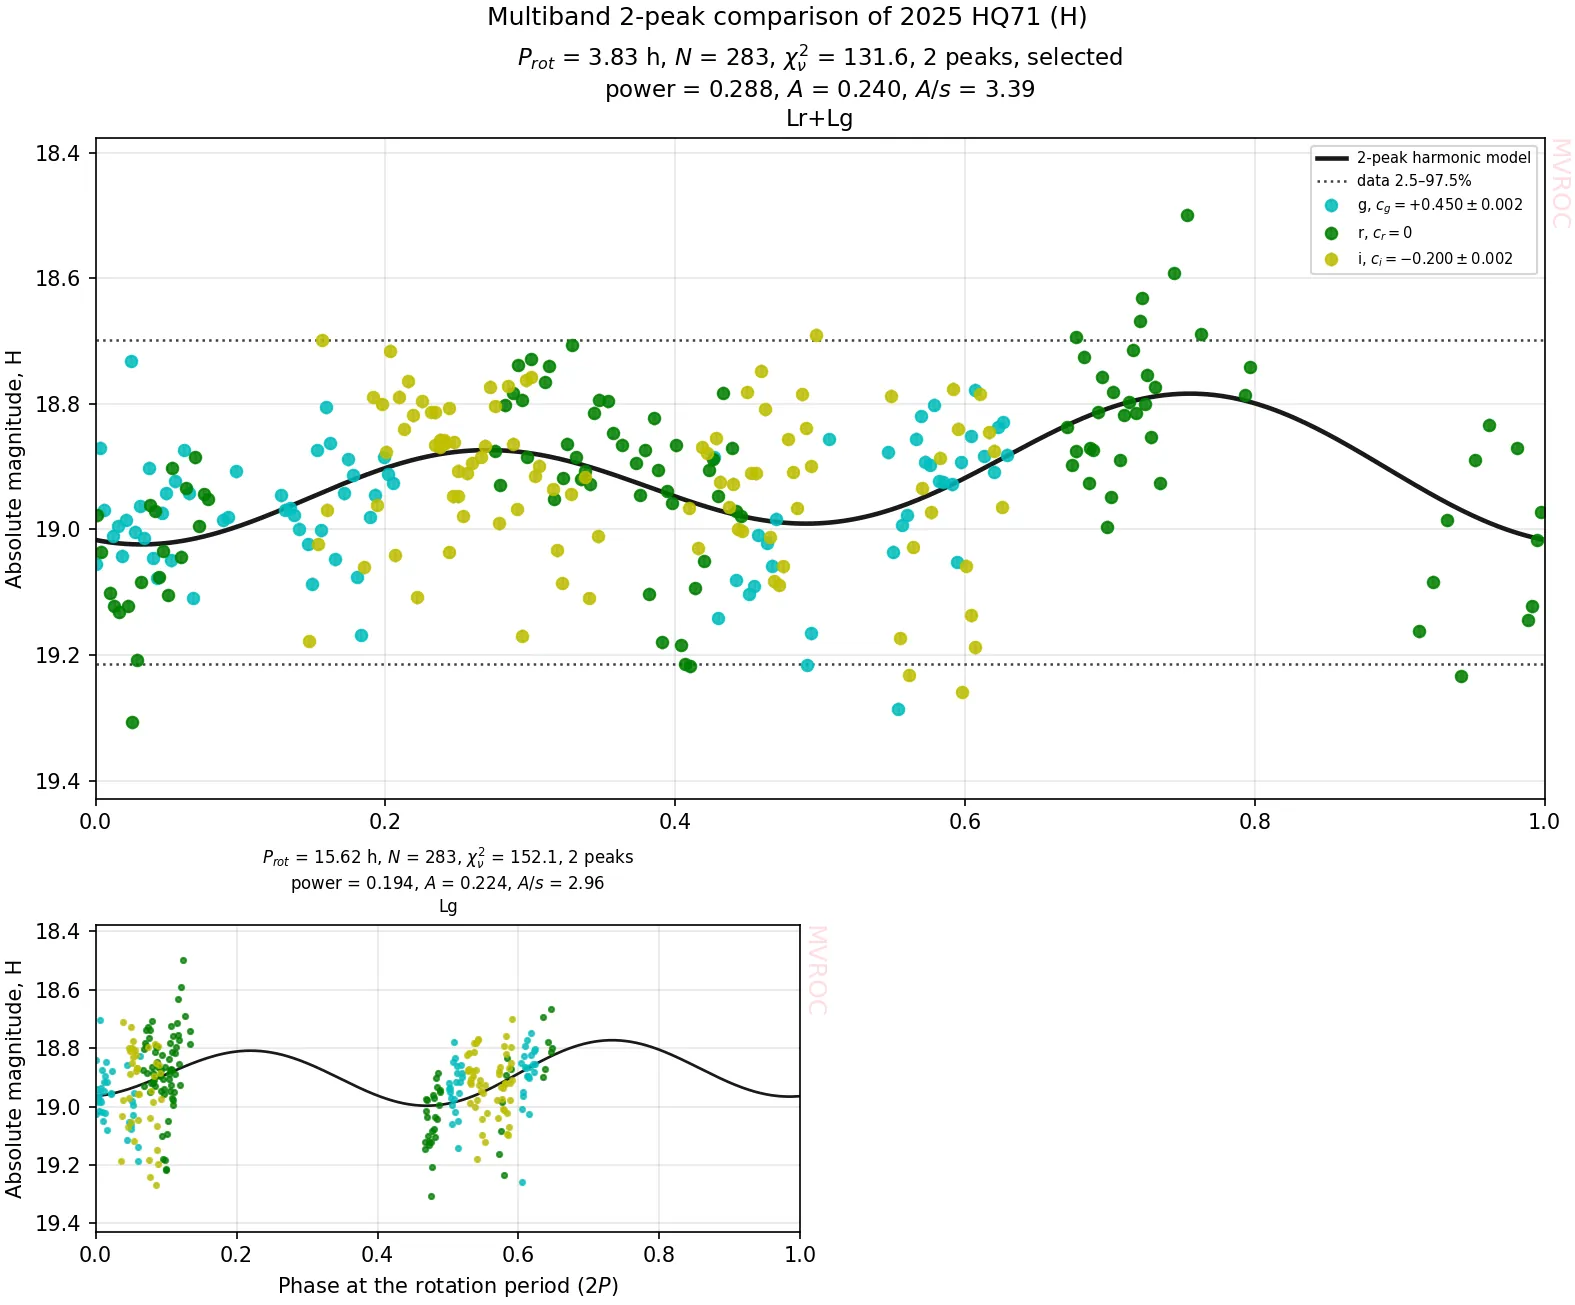 Multiband 2-peak comparison of 2025 HQ71 (H)
P_rot = 3.83 h, N = 283, χ²_ν = 131.6, 2 peaks, selected
power = 0.288, A = 0.240, A/s = 3.39
Lr+Lg
18.4
18.6
18.8
19.0
19.2
19.4
Absolute magnitude, H
2-peak harmonic model
data 2.5–97.5%
g, c_g = +0.450 ± 0.002
r, c_r = 0
i, c_i = −0.200 ± 0.002
MVROC
0.0 0.2 0.4 0.6 0.8 1.0
P_rot = 15.62 h, N = 283, χ²_ν = 152.1, 2 peaks
power = 0.194, A = 0.224, A/s = 2.96
Lg
18.4
18.6
18.8
19.0
19.2
19.4
Absolute magnitude, H
MVROC
0.0 0.2 0.4 0.6 0.8 1.0
Phase at the rotation period (2P)